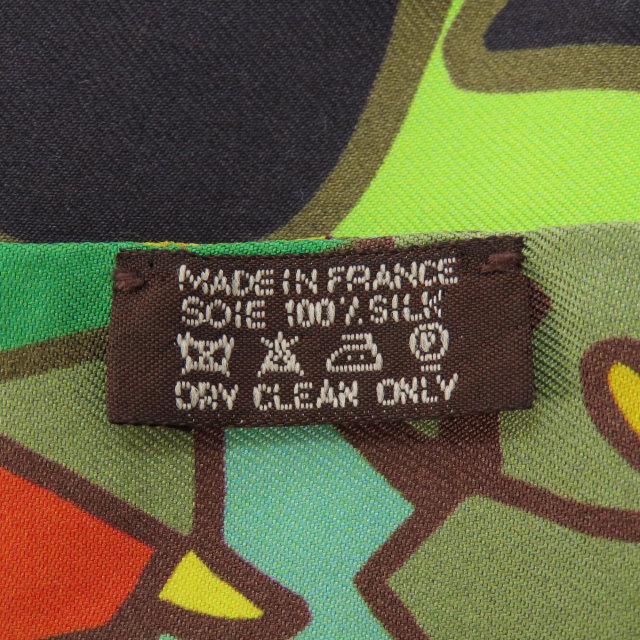 MADE IN FRANCE
SOIE 100% SILK
P
DRY CLEAN ONLY